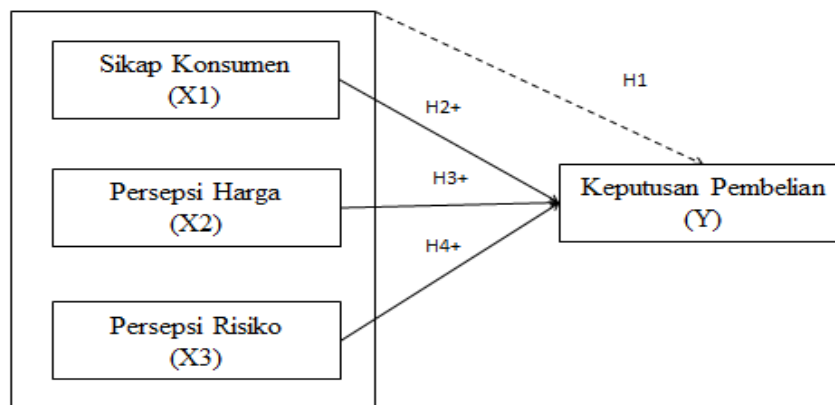 Sikap Konsumen
(X1)
H1
H2+
Persepsi Harga
(X2)
H3+
Keputusan Pembelian
(Y)
H4+
Persepsi Risiko
(X3)